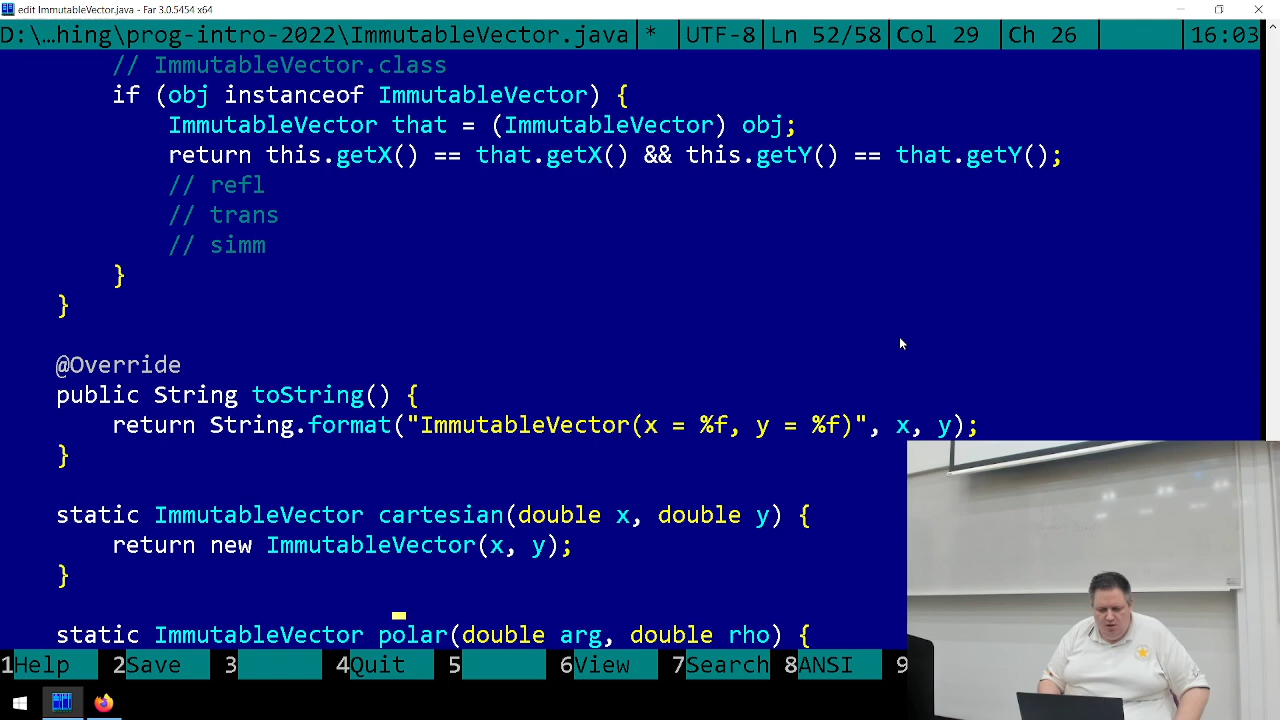 edit ImmutableVector.java - Far 3.0.5454 x64
D:\…hing\prog-intro-2022\ImmutableVector.java * UTF-8 Ln 52/58 Col 29 Ch 26 16:03
// ImmutableVector.class
if (obj instanceof ImmutableVector) {
ImmutableVector that = (ImmutableVector) obj;
return this.getX() == that.getX() && this.getY() == that.getY();
// refl
// trans
// simm
}
}
@Override
public String toString() {
return String.format("ImmutableVector(x = %f, y = %f)", x, y);
}
static ImmutableVector cartesian(double x, double y) {
return new ImmutableVector(x, y);
}
static ImmutableVector polar(double arg, double rho) {
1Help 2Save 3 4Quit 5 6View 7Search 8ANSI 9